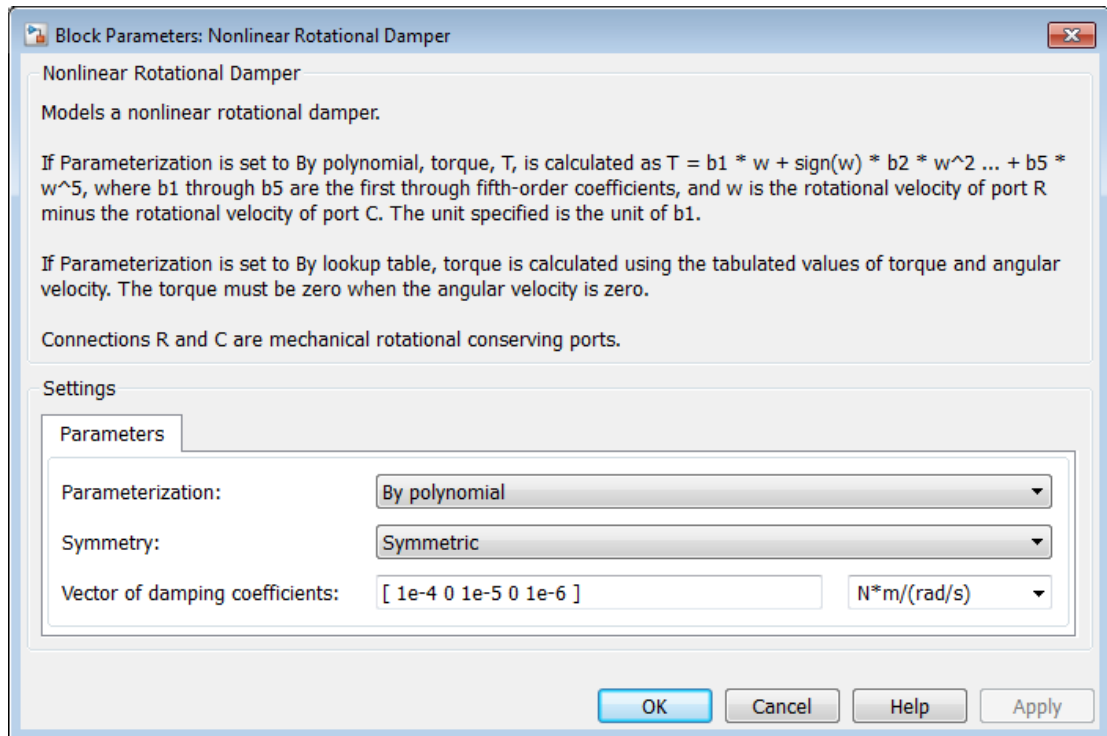 Block Parameters: Nonlinear Rotational Damper
Nonlinear Rotational Damper
Models a nonlinear rotational damper.
If Parameterization is set to By polynomial, torque, T, is calculated as T = b1 * w + sign(w) * b2 * w^2 ... + b5 *
w^5, where b1 through b5 are the first through fifth-order coefficients, and w is the rotational velocity of port R
minus the rotational velocity of port C. The unit specified is the unit of b1.
If Parameterization is set to By lookup table, torque is calculated using the tabulated values of torque and angular
velocity. The torque must be zero when the angular velocity is zero.
Connections R and C are mechanical rotational conserving ports.
Settings
Parameters
Parameterization: By polynomial
Symmetry: Symmetric
Vector of damping coefficients: [ 1e-4 0 1e-5 0 1e-6 ] N*m/(rad/s)
OK Cancel Help Apply